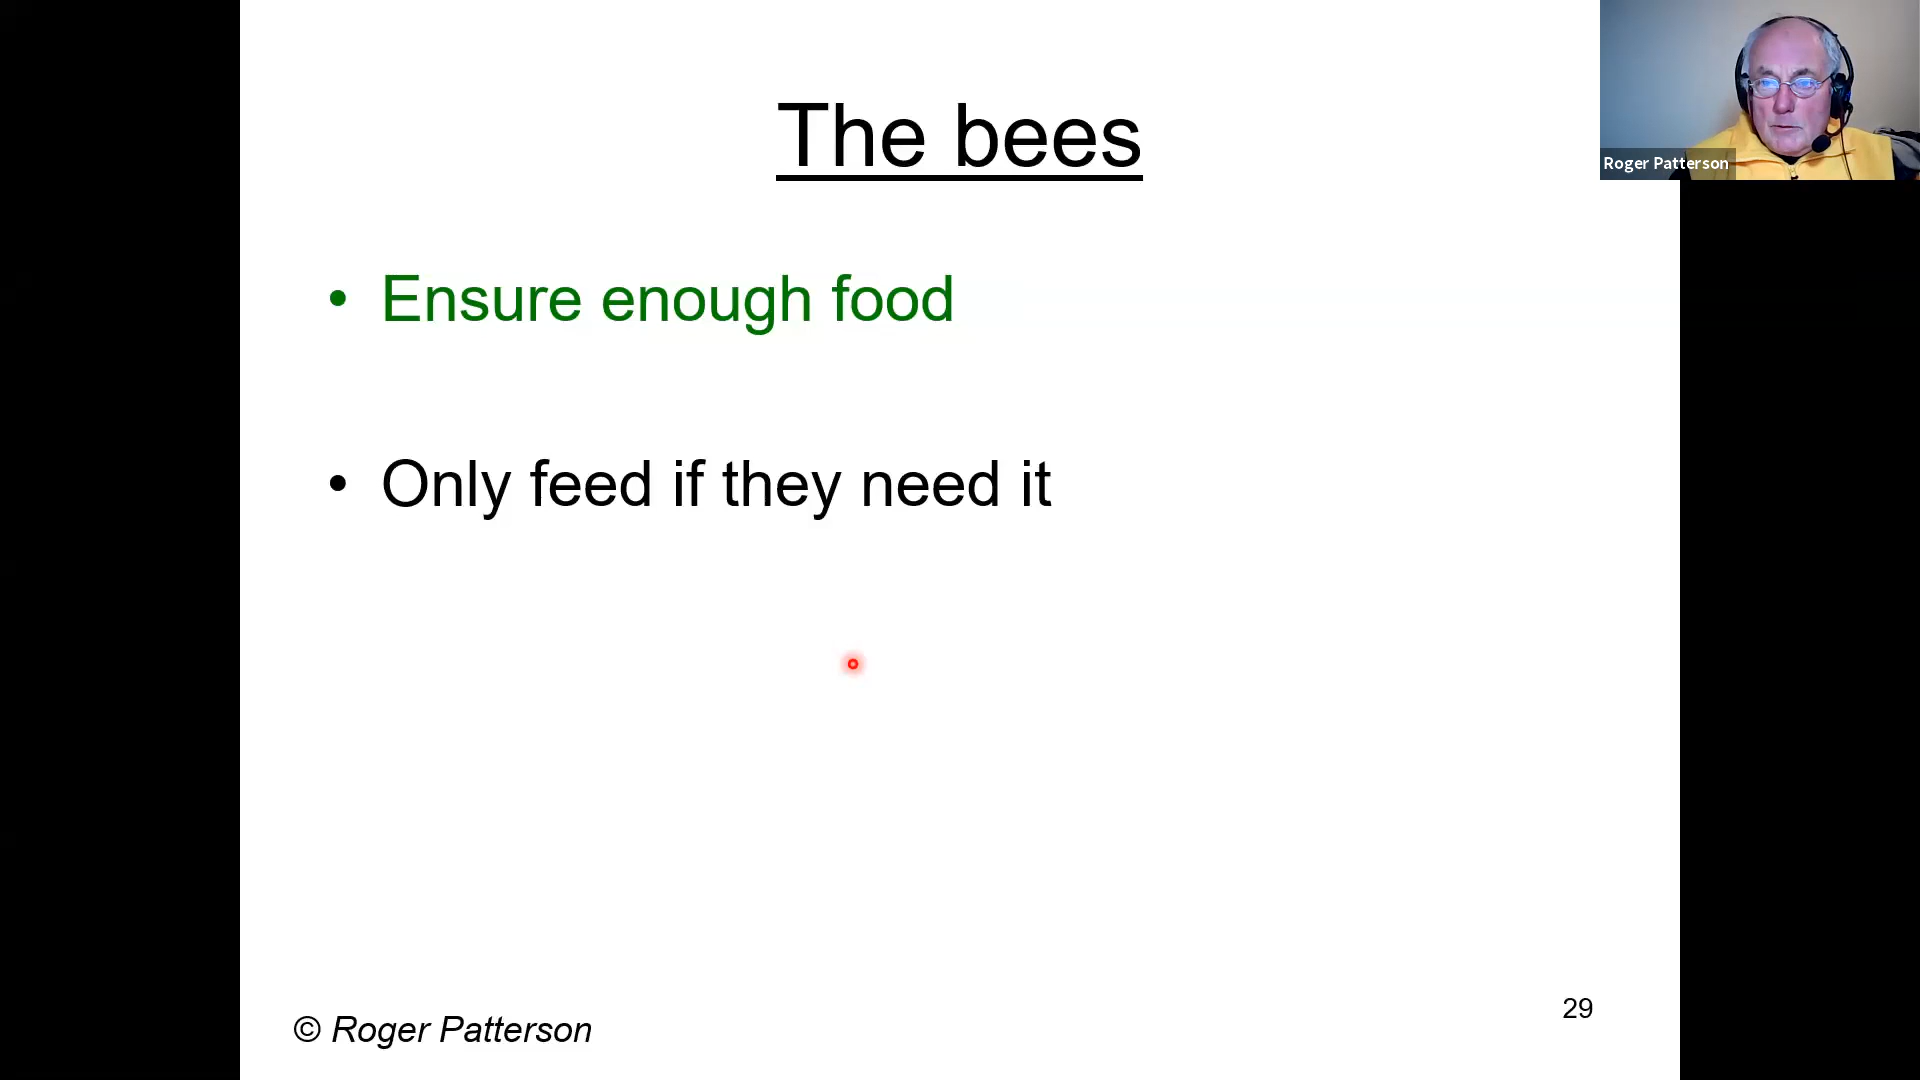 The bees
Roger Patterson
• Ensure enough food
• Only feed if they need it
© Roger Patterson
29